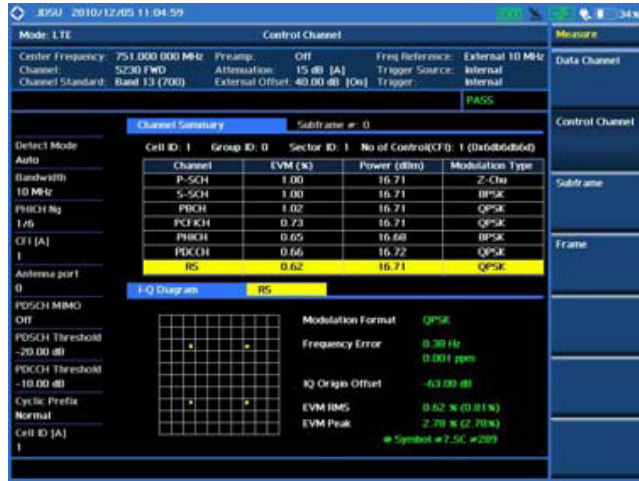 JDSU 2010/12/05 11:04:59
Mode: LTE Control Channel Measure
Center Frequency: 751.000 000 MHz Preamp: Off Freq Reference: External 10 MHz
Channel: 5230 FWD Attenuation: 15 dB [A] Trigger Source: Internal
Channel Standard: Band 13 (700) External Offset: 40.00 dB [On] Trigger: Internal
Data Channel
PASS
Channel Summary Subframe #: 0
Control Channel
Detect Mode
Auto
Cell ID: 1 Group ID: 0 Sector ID: 1 No of Control(CFI): 1 (0x6db6db6d)
Channel EVM (%) Power (dBm) Modulation Type
P-SCH 1.00 16.71 Z-Chu
S-SCH 1.00 16.71 BPSK
PBCH 1.02 16.71 QPSK
PCFICH 0.73 16.71 QPSK
PHICH 0.65 16.68 BPSK
PDCCH 0.66 16.72 QPSK
RS 0.62 16.71 QPSK
Bandwidth
10 MHz
Subframe
PHICH Ng
1/6
CFI [A]
1
Frame
Antenna port
0
I-Q Diagram RS
PDSCH MIMO
Off
Modulation Format QPSK
PDSCH Threshold
-20.00 dB
Frequency Error 0.38 Hz
0.001 ppm
PDCCH Threshold
-10.00 dB
IQ Origin Offset -63.00 dB
Cyclic Prefix
Normal
EVM RMS 0.62 % (0.81%)
EVM Peak 2.78 % (2.78%)
Cell ID [A]
1
@ Symbol #7,SC #289